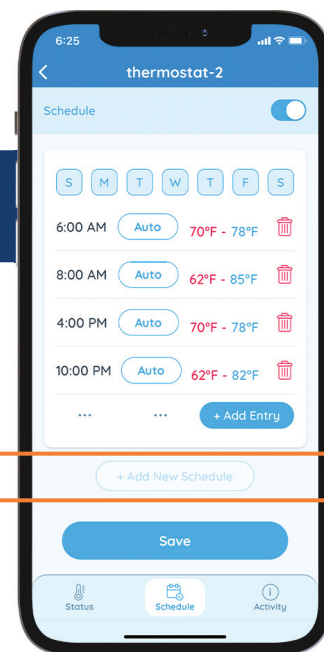 6:25
thermostat-2
Schedule
S M T W T F S
6:00 AM Auto 70°F - 78°F
8:00 AM Auto 62°F - 85°F
4:00 PM Auto 70°F - 78°F
10:00 PM Auto 62°F - 82°F
... ... + Add Entry
+ Add New Schedule
Save
Status Schedule Activity